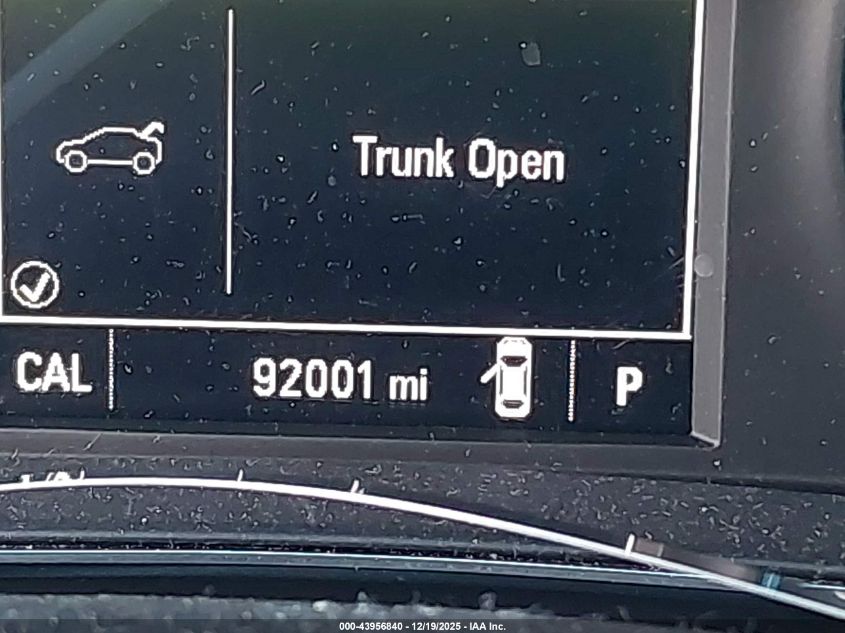 Trunk Open
CAL 92001 mi P
000-43956840 - 12/19/2025 - IAA Inc.